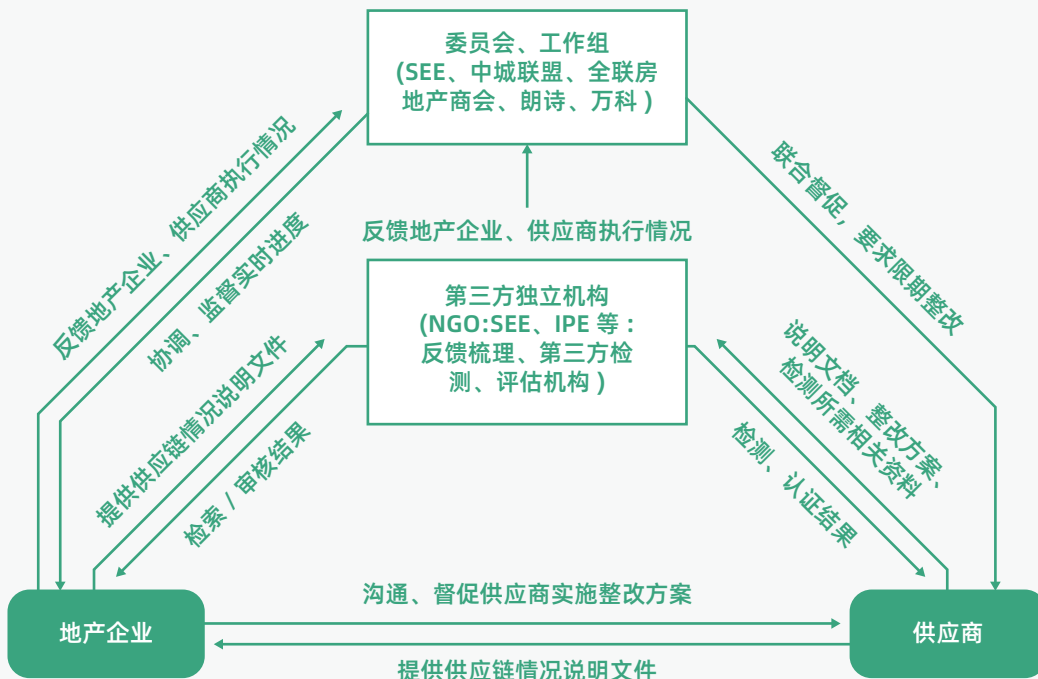 委员会、工作组
(SEE、中城联盟、全联房
地产商会、朗诗、万科 )
反馈地产企业、供应商执行情况
协调、监督实时进度
联合督促，要求限期整改
反馈地产企业、供应商执行情况
第三方独立机构
(NGO:SEE、IPE 等：
反馈梳理、第三方检
测、评估机构 )
提供供应链情况说明文件
检索 / 审核结果
说明文档、整改方案、
检测所需相关资料
检测、认证结果
沟通、督促供应商实施整改方案
地产企业
供应商
提供供应链情况说明文件